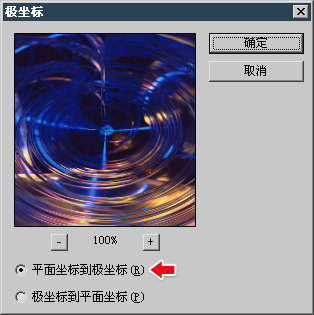 极坐标
确定
取消
- 100% +
平面坐标到极坐标(R)
极坐标到平面坐标(P)